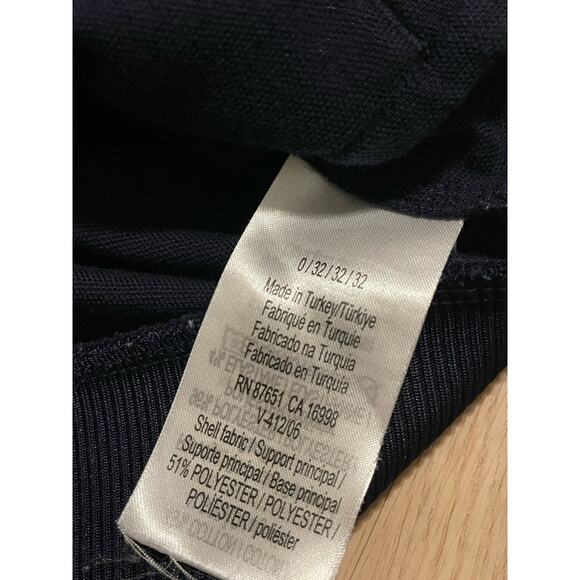 0/32/32/32
Made in Turkey/Türkiye
Fabriqué en Turquie
Fabricado na Turquia
Fabricado en Turquía
RN 87651 CA 16998
V-412/06
Shell fabric / Support principal /
Suporte principal / Base principal
51% POLYESTER / POLYESTER /
POLIÉSTER / poliéster